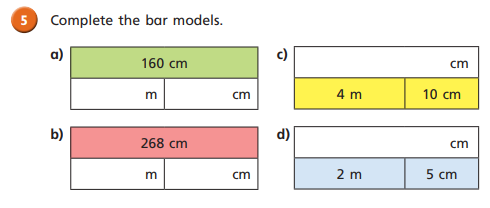 5 Complete the bar models.
a) 160 cm
m cm
b) 268 cm
m cm
c) cm
4 m 10 cm
d) cm
2 m 5 cm